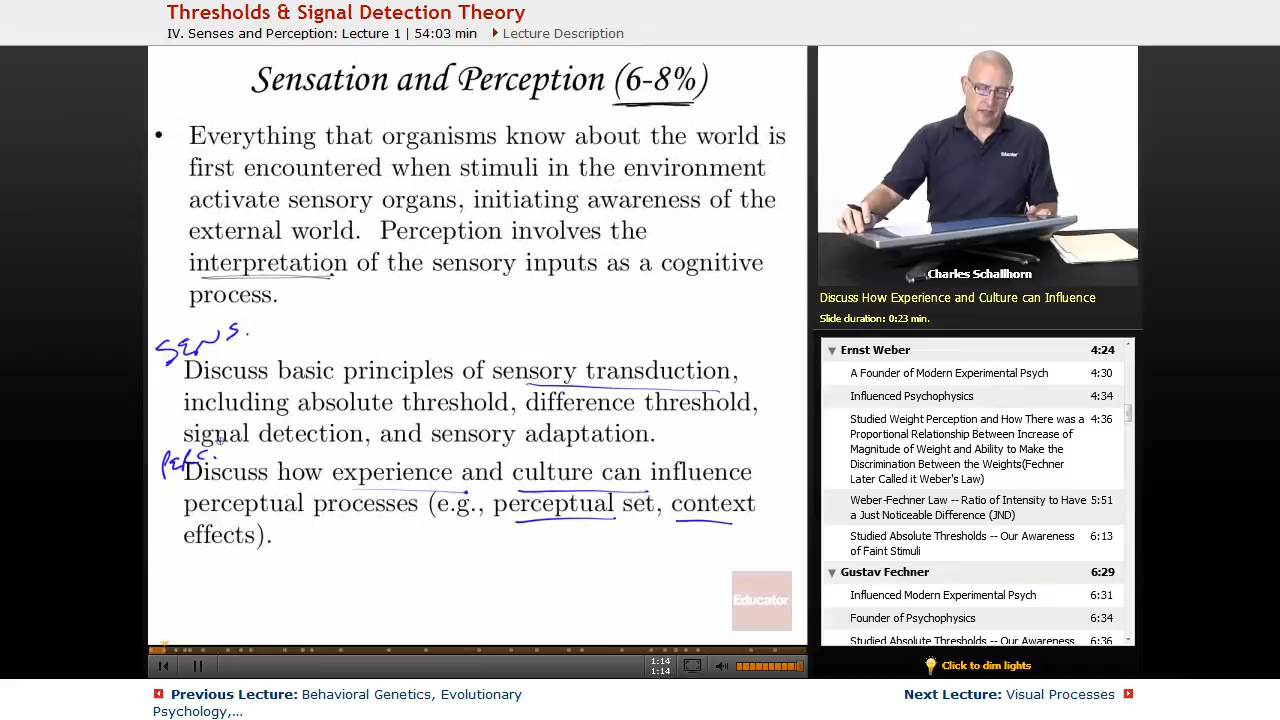 Thresholds & Signal Detection Theory
IV. Senses and Perception: Lecture 1 | 54:03 min Lecture Description
Sensation and Perception (6-8%)
• Everything that organisms know about the world is
first encountered when stimuli in the environment
activate sensory organs, initiating awareness of the
external world. Perception involves the
interpretation of the sensory inputs as a cognitive
process.
SENS.
Discuss basic principles of sensory transduction,
including absolute threshold, difference threshold,
signal detection, and sensory adaptation.
PERC.
Discuss how experience and culture can influence
perceptual processes (e.g., perceptual set, context
effects).
Educator
Educator
Charles Schallhorn
Discuss How Experience and Culture can Influence
Slide duration: 0:23 min.
Ernst Weber 4:24
A Founder of Modern Experimental Psych 4:30
Influenced Psychophysics 4:34
Studied Weight Perception and How There was a 4:36
Proportional Relationship Between Increase of
Magnitude of Weight and Ability to Make the
Discrimination Between the Weights(Fechner
Later Called it Weber's Law)
Weber-Fechner Law -- Ratio of Intensity to Have 5:51
a Just Noticeable Difference (JND)
Studied Absolute Thresholds -- Our Awareness 6:13
of Faint Stimuli
Gustav Fechner 6:29
Influenced Modern Experimental Psych 6:31
Founder of Psychophysics 6:34
Studied Absolute Thresholds -- Our Awareness 6:36
1:14
1:14
Click to dim lights
Previous Lecture: Behavioral Genetics, Evolutionary
Psychology,...
Next Lecture: Visual Processes